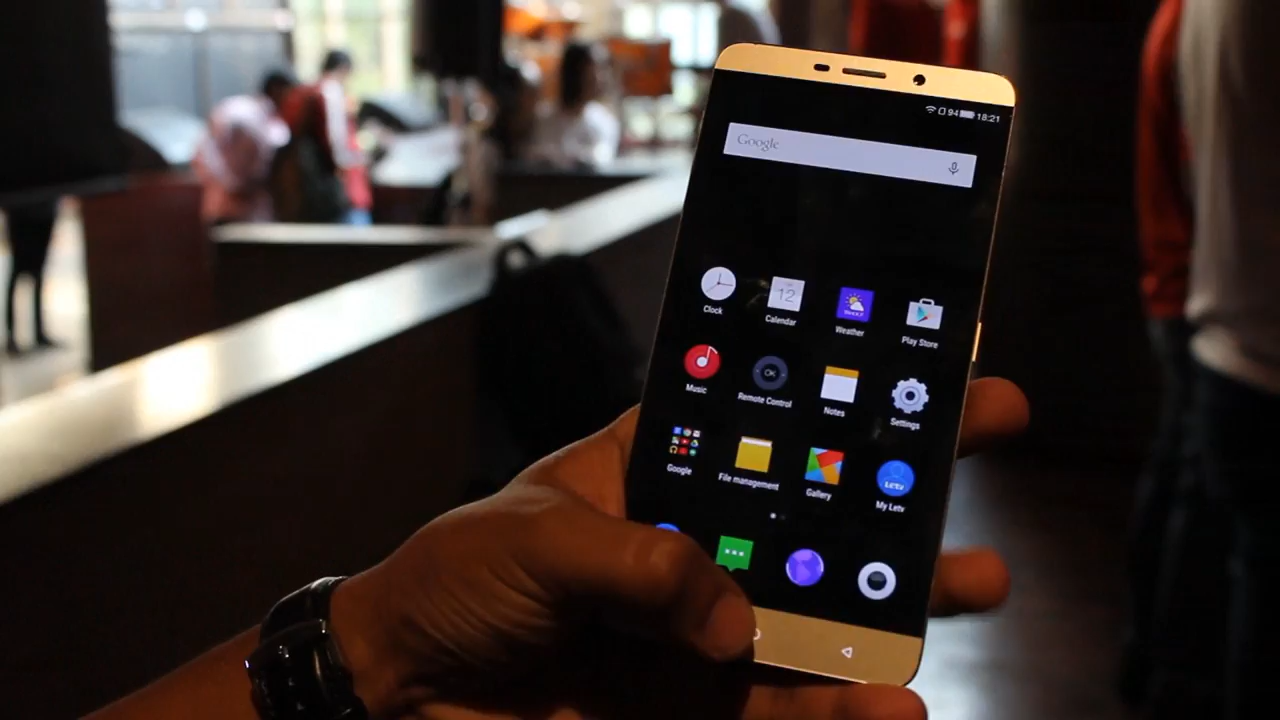 94 18:21
Google
Clock
Calendar
Weather
Play Store
12
Music
Remote Control
Notes
Settings
OK
Google
File management
Gallery
My Letv
Letv